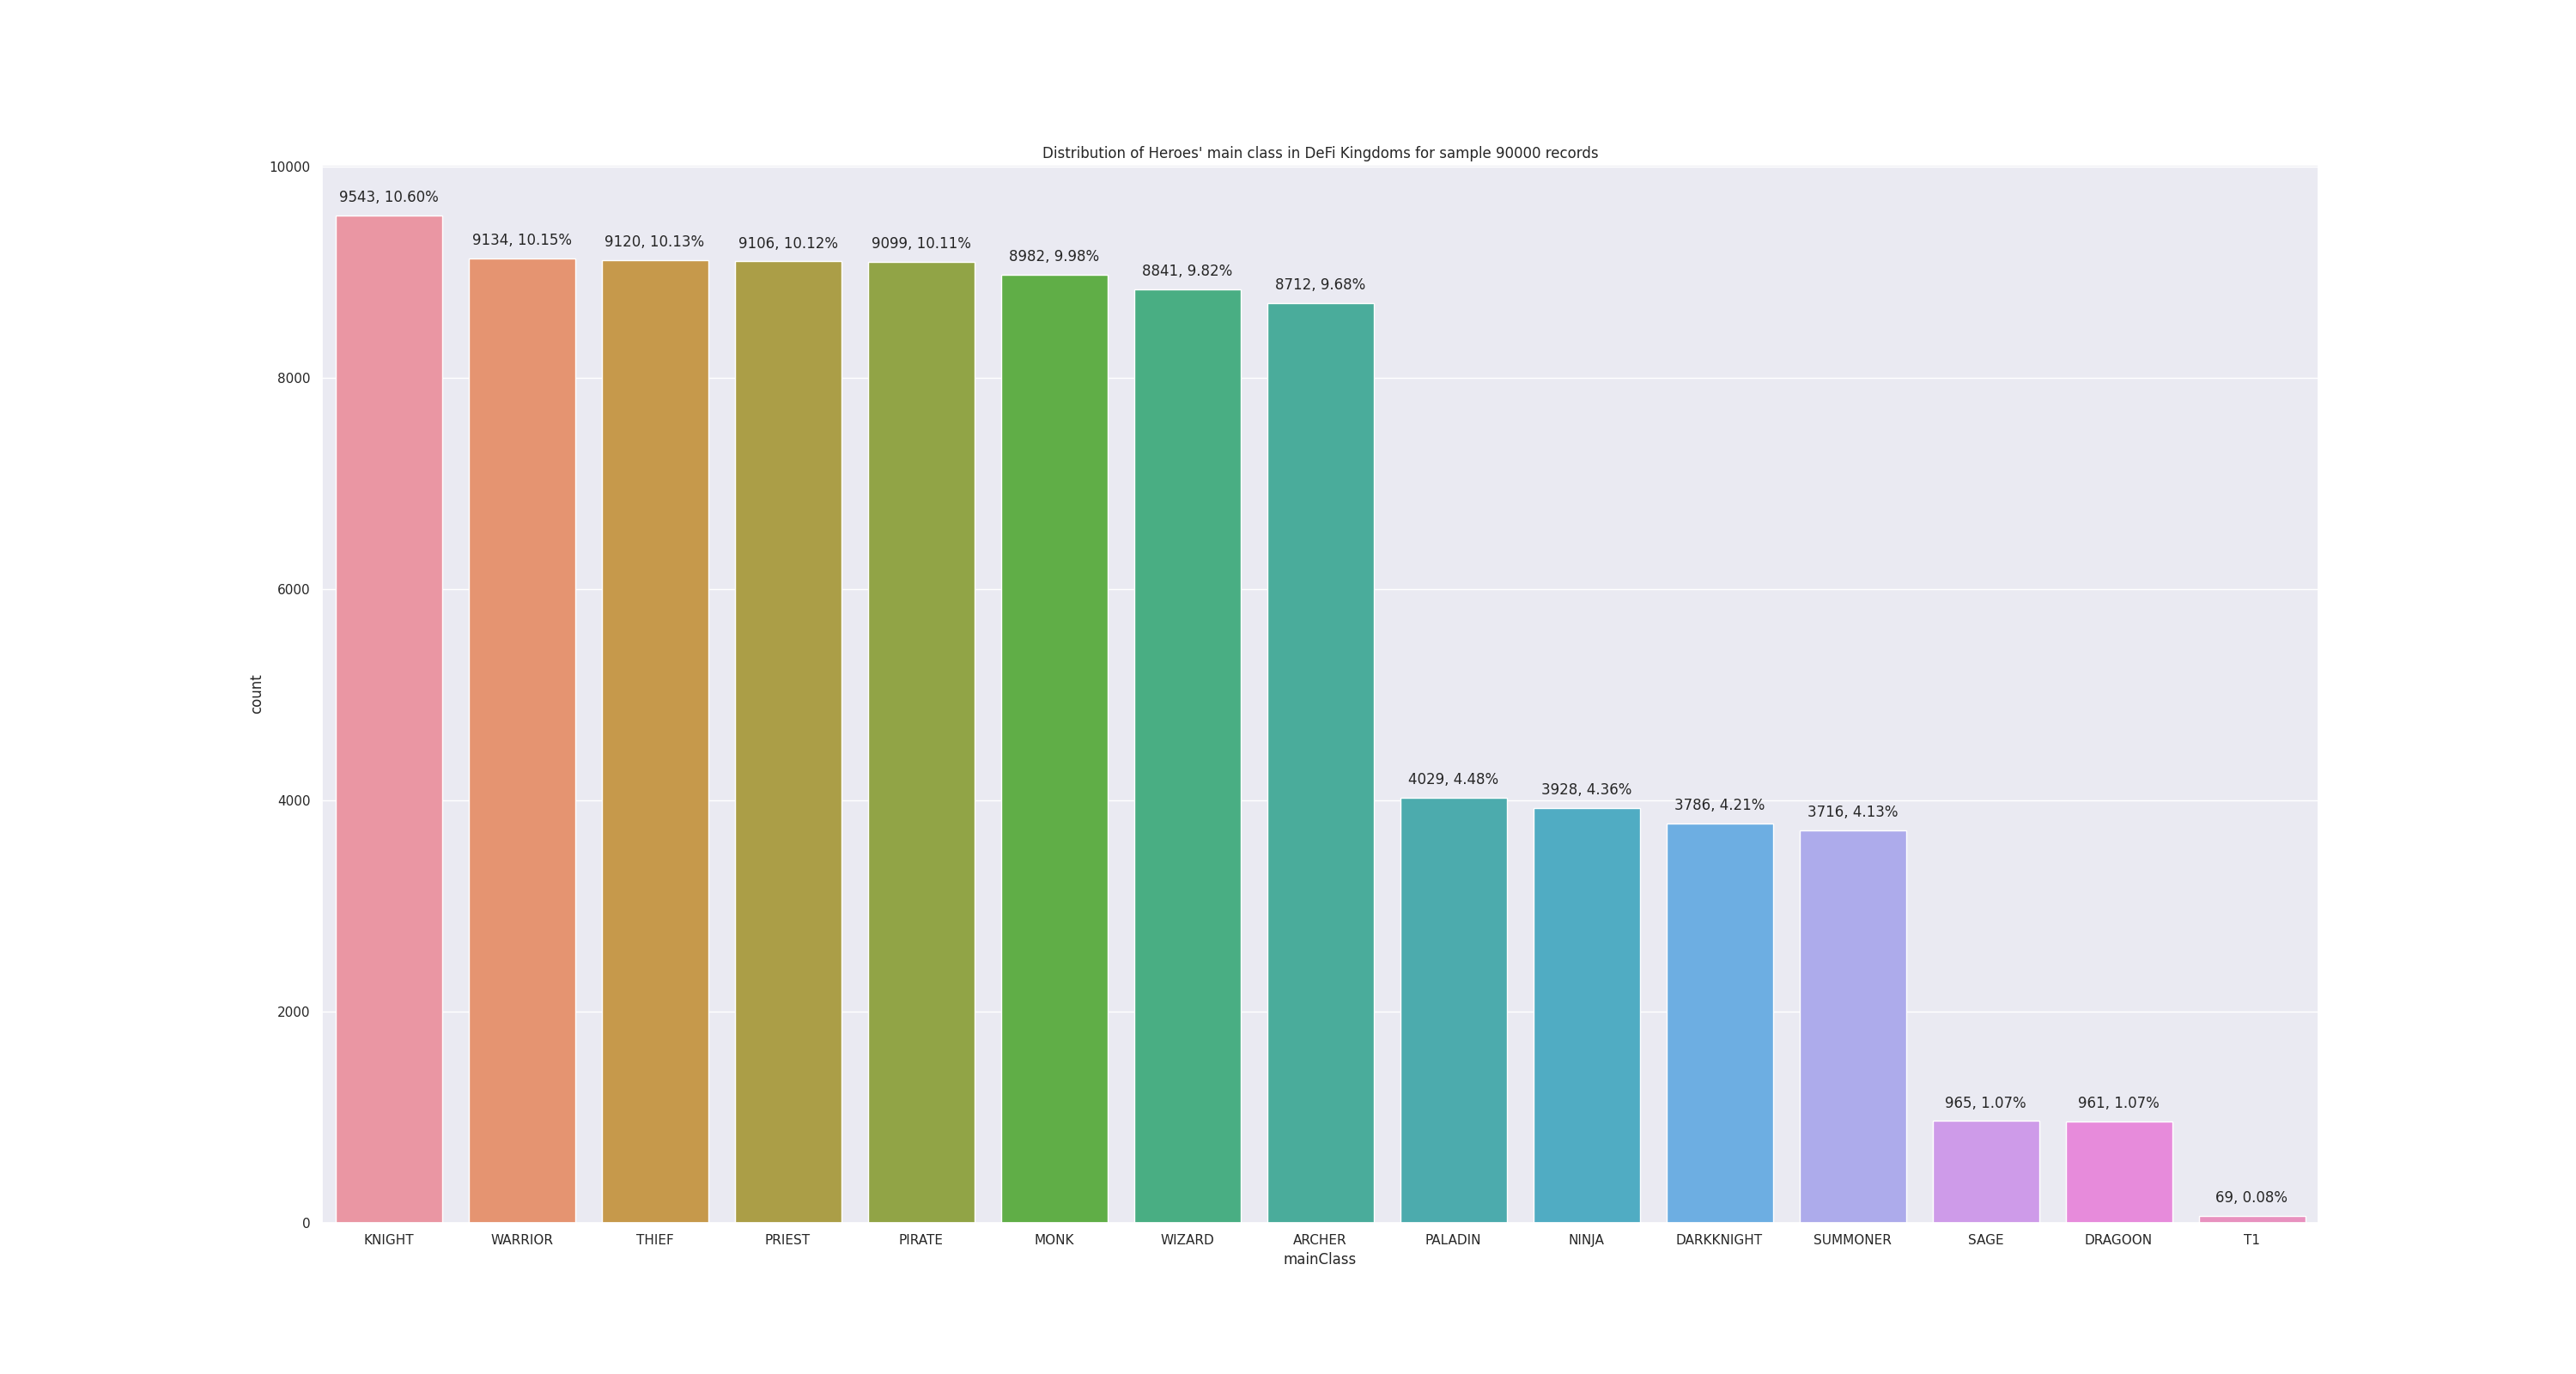 Distribution of Heroes' main class in DeFi Kingdoms for sample 90000 records
10000
8000
6000
4000
2000
0
count
9543, 10.60%
9134, 10.15%
9120, 10.13%
9106, 10.12%
9099, 10.11%
8982, 9.98%
8841, 9.82%
8712, 9.68%
4029, 4.48%
3928, 4.36%
3786, 4.21%
3716, 4.13%
965, 1.07%
961, 1.07%
69, 0.08%
KNIGHT
WARRIOR
THIEF
PRIEST
PIRATE
MONK
WIZARD
ARCHER
PALADIN
NINJA
DARKKNIGHT
SUMMONER
SAGE
DRAGOON
T1
mainClass